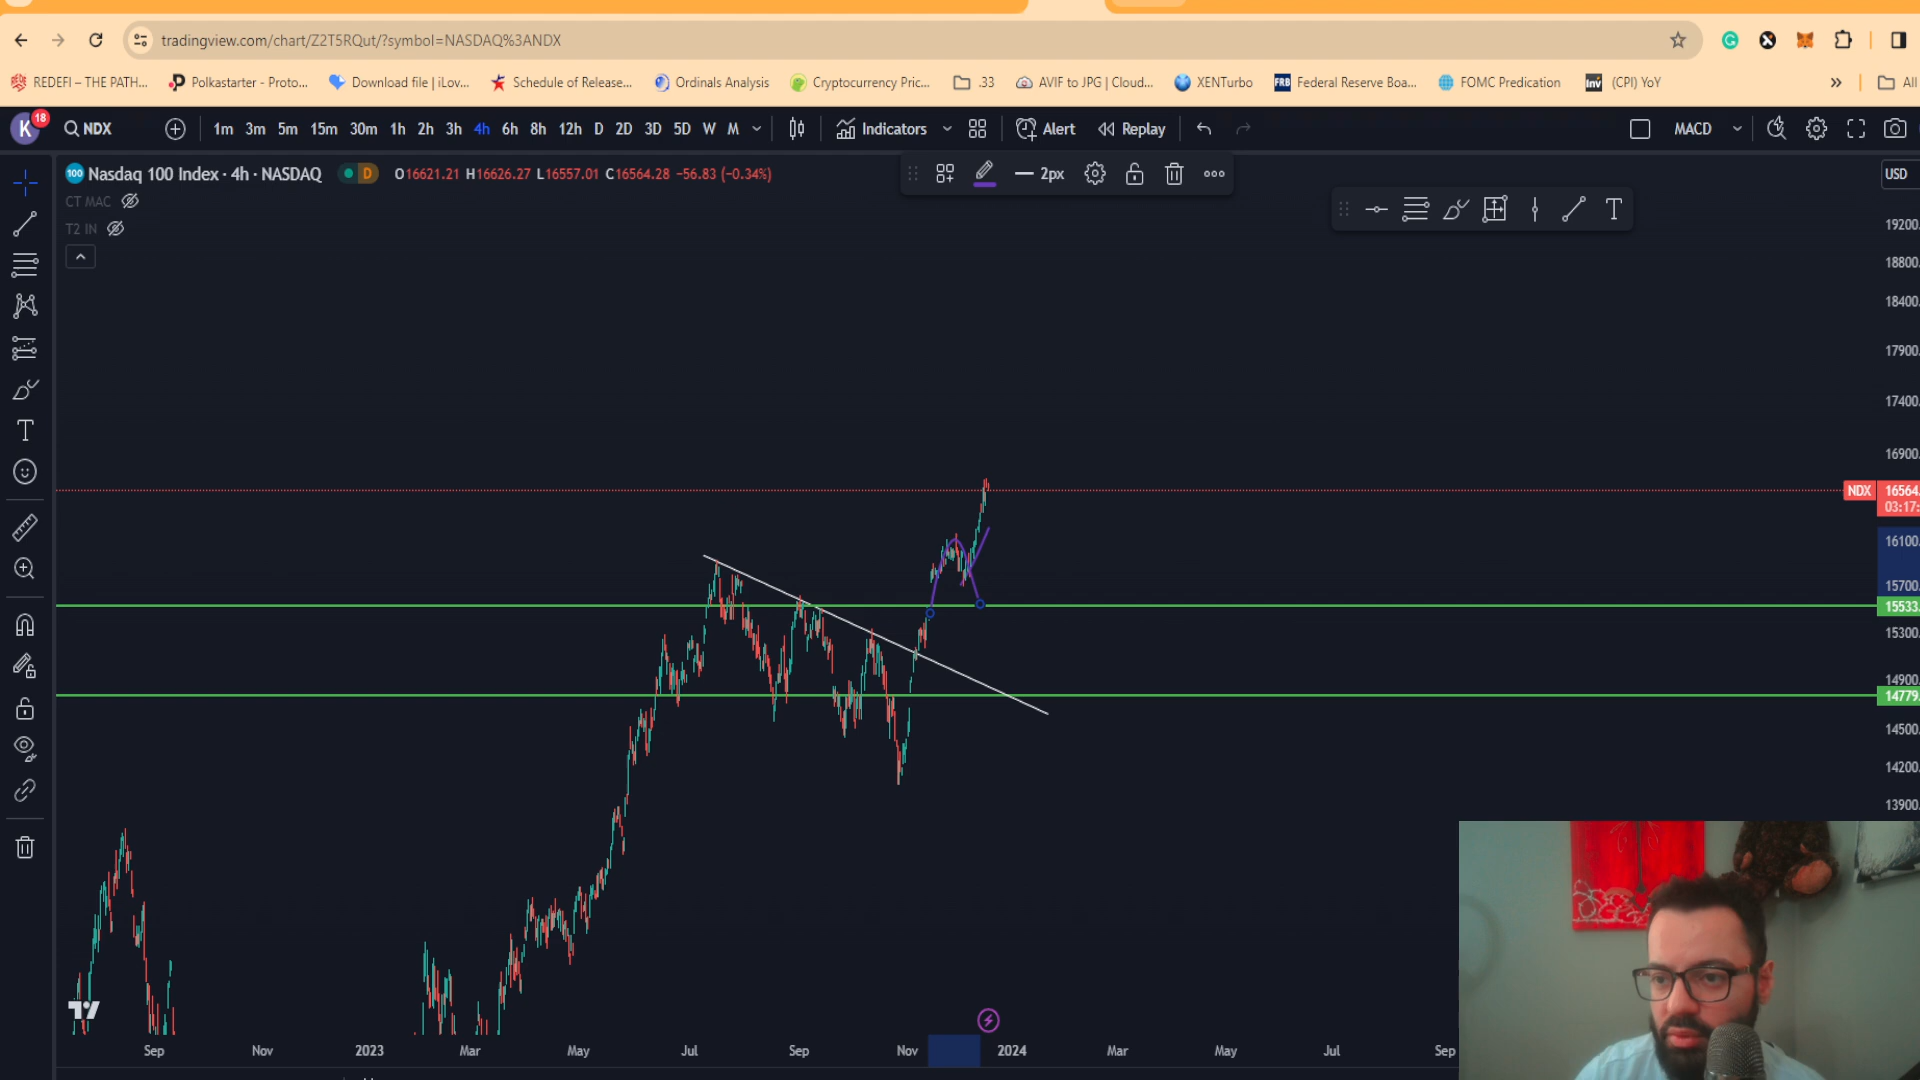 tradingview.com/chart/Z2T5RQut/?symbol=NASDAQ%3ANDX
REDEFI – THE PATH... Polkastarter - Proto... Download file | iLov... Schedule of Release... Ordinals Analysis Cryptocurrency Pric... .33 AVIF to JPG | Cloud... XENTurbo FRB Federal Reserve Boa... FOMC Predication Inv (CPI) YoY » All
K 18 NDX 1m 3m 5m 15m 30m 1h 2h 3h 4h 6h 8h 12h D 2D 3D 5D W M Indicators Alert Replay MACD
100 Nasdaq 100 Index · 4h · NASDAQ D O16621.21 H16626.27 L16557.01 C16564.28 −56.83 (−0.34%) 2px USD
CT MAC
T2 IN
T
19200.
18800.
18400.
17900.
17400.
16900.
NDX 16564.
03:17:
16100.
15700.
15533.
15300.
14900.
14779.
14500.
14200.
13900.
Sep Nov 2023 Mar May Jul Sep Nov 2024 Mar May Jul Sep